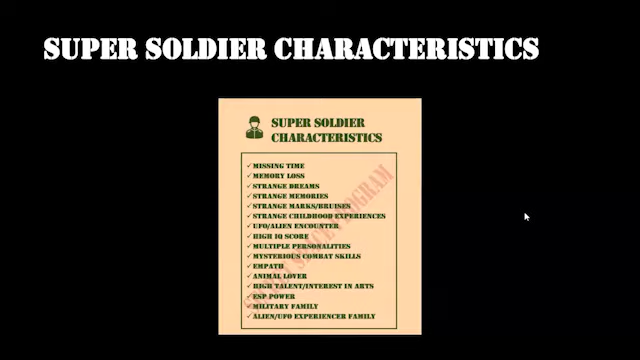 SUPER SOLDIER CHARACTERISTICS
SUPER SOLDIER
CHARACTERISTICS
✓MISSING TIME
✓MEMORY LOSS
✓STRANGE DREAMS
✓STRANGE MEMORIES
✓STRANGE MARKS/BRUISES
✓STRANGE CHILDHOOD EXPERIENCES
✓UFO/ALIEN ENCOUNTER
✓HIGH IQ SCORE
✓MULTIPLE PERSONALITIES
✓MYSTERIOUS COMBAT SKILLS
✓EMPATH
✓ANIMAL LOVER
✓HIGH TALENT/INTEREST IN ARTS
✓ESP POWER
✓MILITARY FAMILY
✓ALIEN/UFO EXPERIENCER FAMILY
PROGRAM